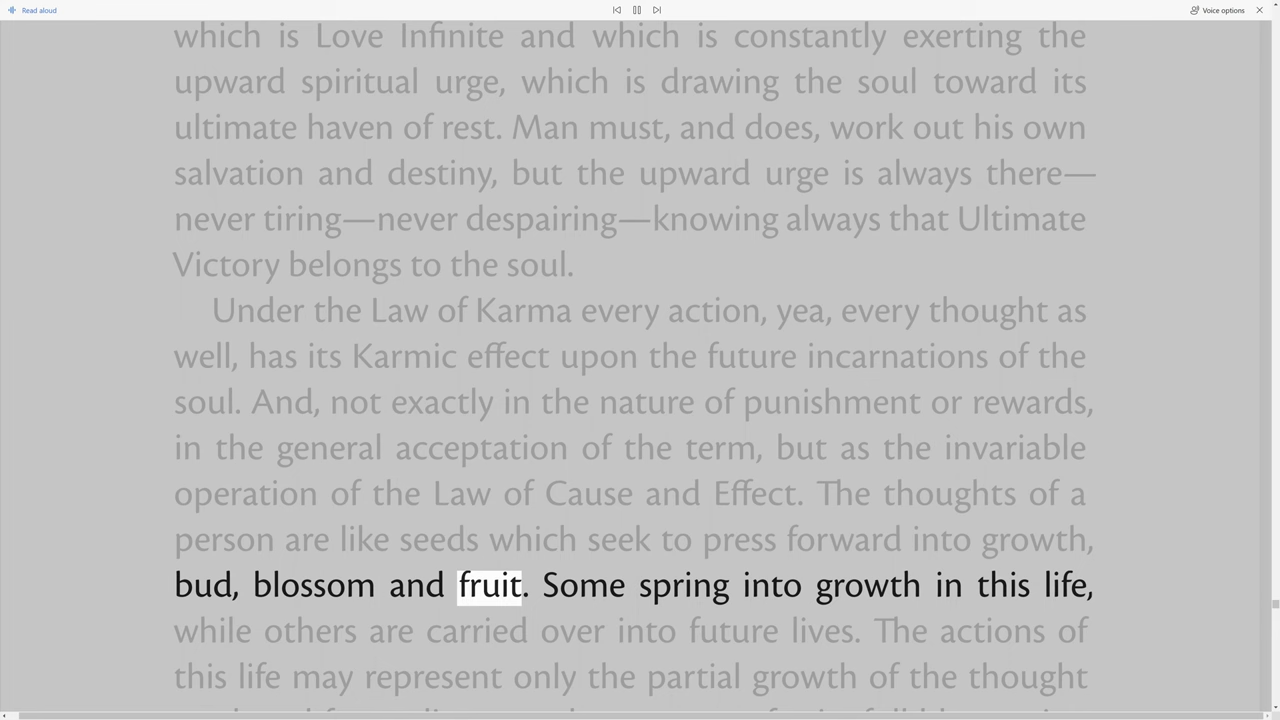 Read aloud
Voice options
which is Love Infinite and which is constantly exerting the
upward spiritual urge, which is drawing the soul toward its
ultimate haven of rest. Man must, and does, work out his own
salvation and destiny, but the upward urge is always there—
never tiring—never despairing—knowing always that Ultimate
Victory belongs to the soul.
Under the Law of Karma every action, yea, every thought as
well, has its Karmic effect upon the future incarnations of the
soul. And, not exactly in the nature of punishment or rewards,
in the general acceptation of the term, but as the invariable
operation of the Law of Cause and Effect. The thoughts of a
person are like seeds which seek to press forward into growth,
bud, blossom and fruit. Some spring into growth in this life,
while others are carried over into future lives. The actions of
this life may represent only the partial growth of the thought